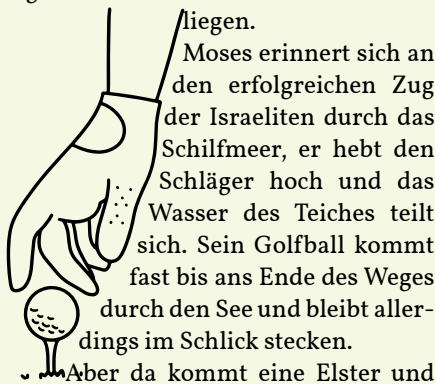 liegen.
Moses erinnert sich an
den erfolgreichen Zug
der Israeliten durch das
Schilfmeer, er hebt den
Schläger hoch und das
Wasser des Teiches teilt
sich. Sein Golfball kommt
fast bis ans Ende des Weges
durch den See und bleibt aller-
dings im Schlick stecken.
Aber da kommt eine Elster und